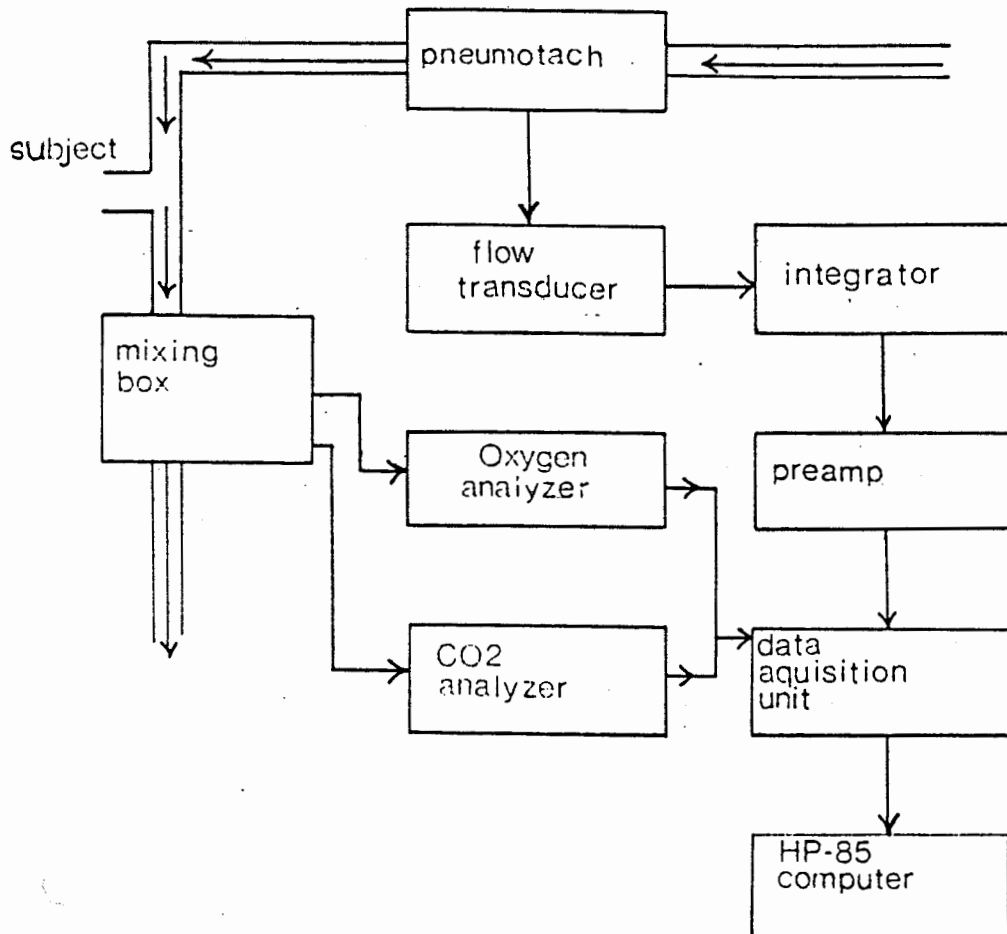 pneumotach
subject
flow
transducer
integrator
mixing
box
Oxygen
analyzer
preamp
CO2
analyzer
data
aquisition
unit
HP-85
computer